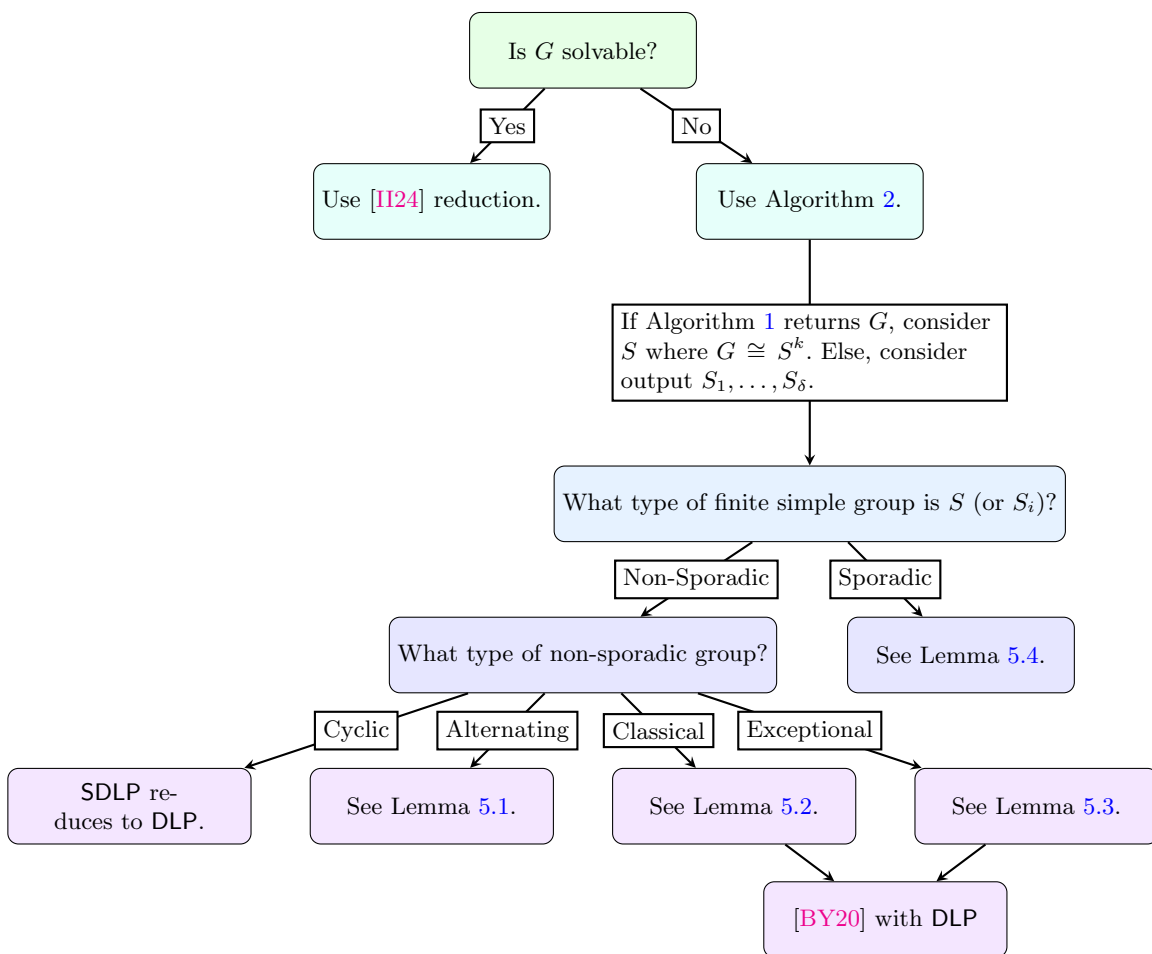 Is G solvable?
Yes
No
Use [II24] reduction.
Use Algorithm 2.
If Algorithm 1 returns G, consider
S where G ≅ S^k. Else, consider
output S_1, . . . , S_δ.
What type of finite simple group is S (or S_i)?
Non-Sporadic
Sporadic
What type of non-sporadic group?
See Lemma 5.4.
Cyclic
Alternating
Classical
Exceptional
SDLP re-
duces to DLP.
See Lemma 5.1.
See Lemma 5.2.
See Lemma 5.3.
[BY20] with DLP